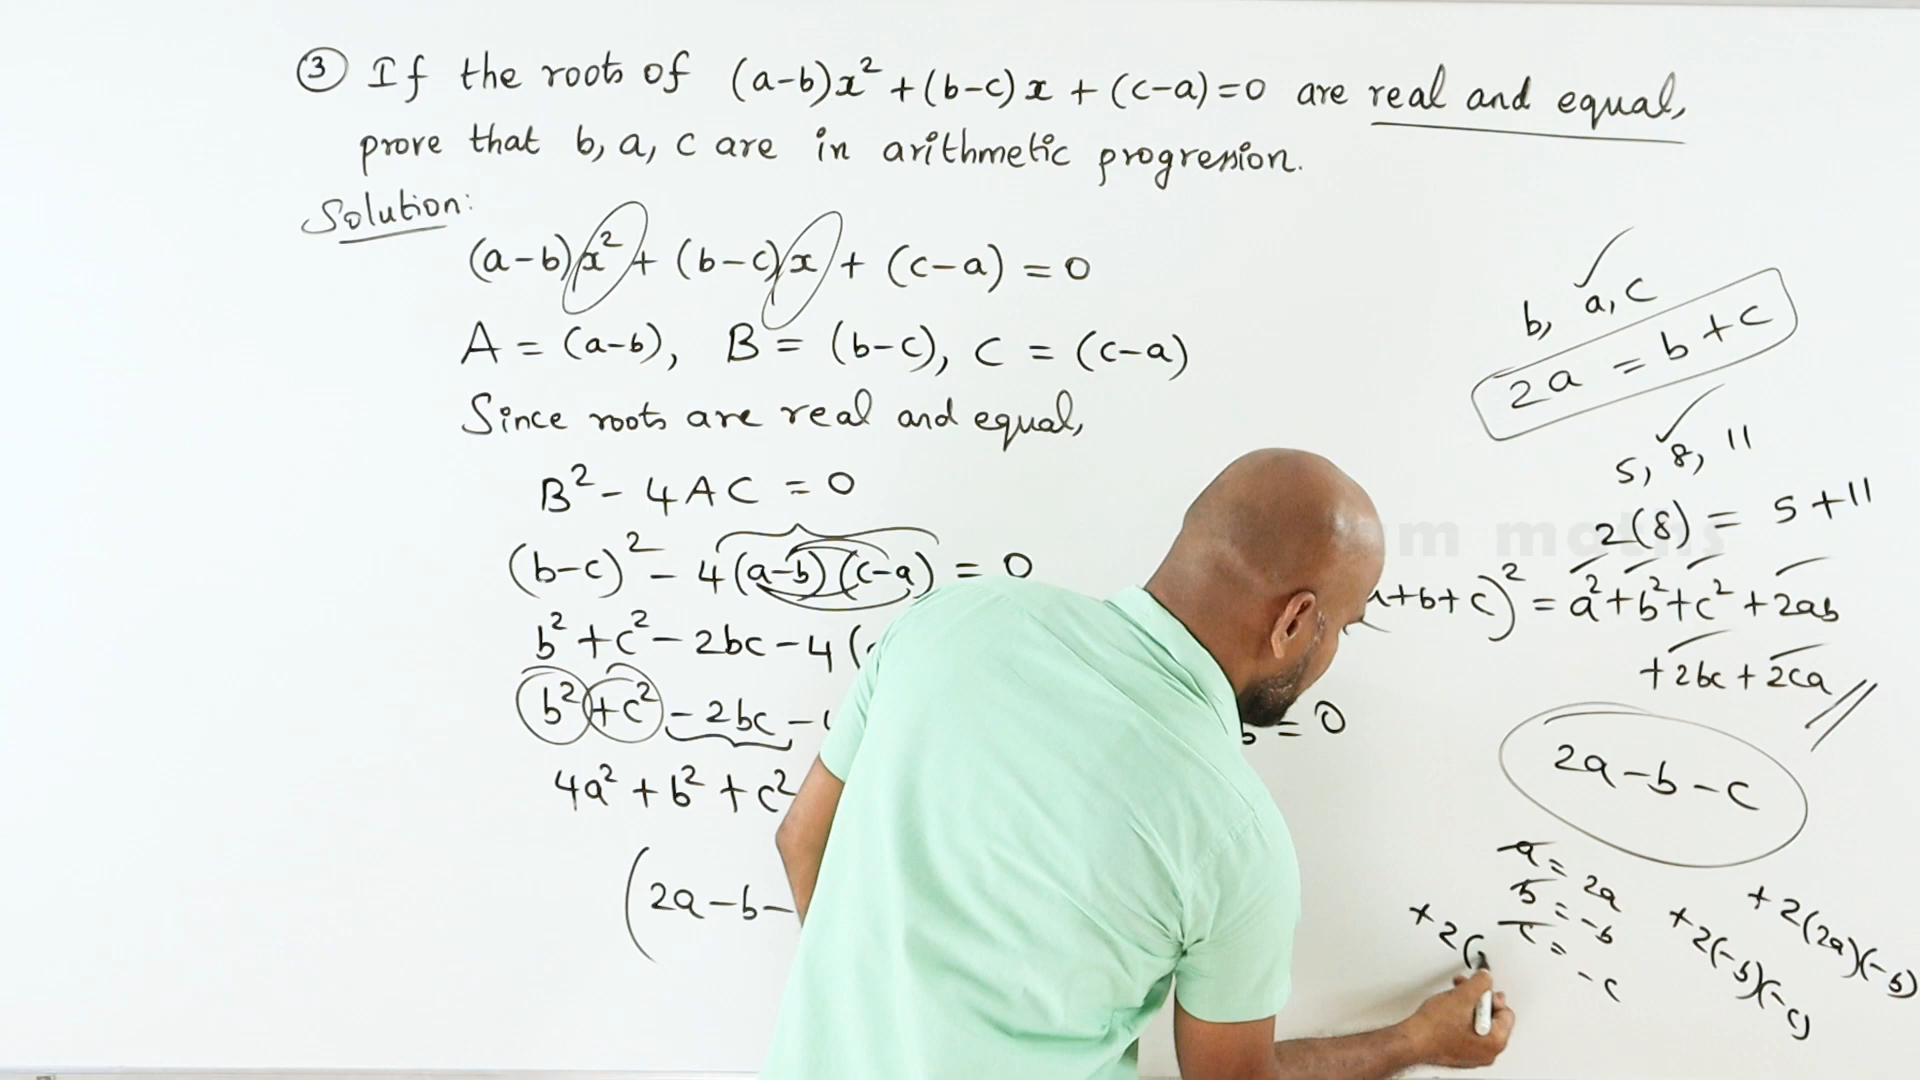 ③ If the roots of (a-b)x² + (b-c)x + (c-a) = 0 are real and equal,
prove that b, a, c are in arithmetic progression.
Solution:
(a-b)x² + (b-c)x + (c-a) = 0
A = (a-b), B = (b-c), C = (c-a)
Since roots are real and equal,
B² - 4AC = 0
(b-c)² - 4(a-b)(c-a) = 0
b² + c² - 2bc - 4(
b² + c² - 2bc - = 0
4a² + b² + c²
(2a-b-
b, a, c
2a = b + c
5, 8, 11
2(8) = 5 + 11
+b+c)² = a² + b² + c² + 2ab
+ 2bc + 2ca //
2a - b - c
a = 2a
b = -b
c = -c
+ 2(2a)(-b)
+ 2(-b)(-c)
+ 2(